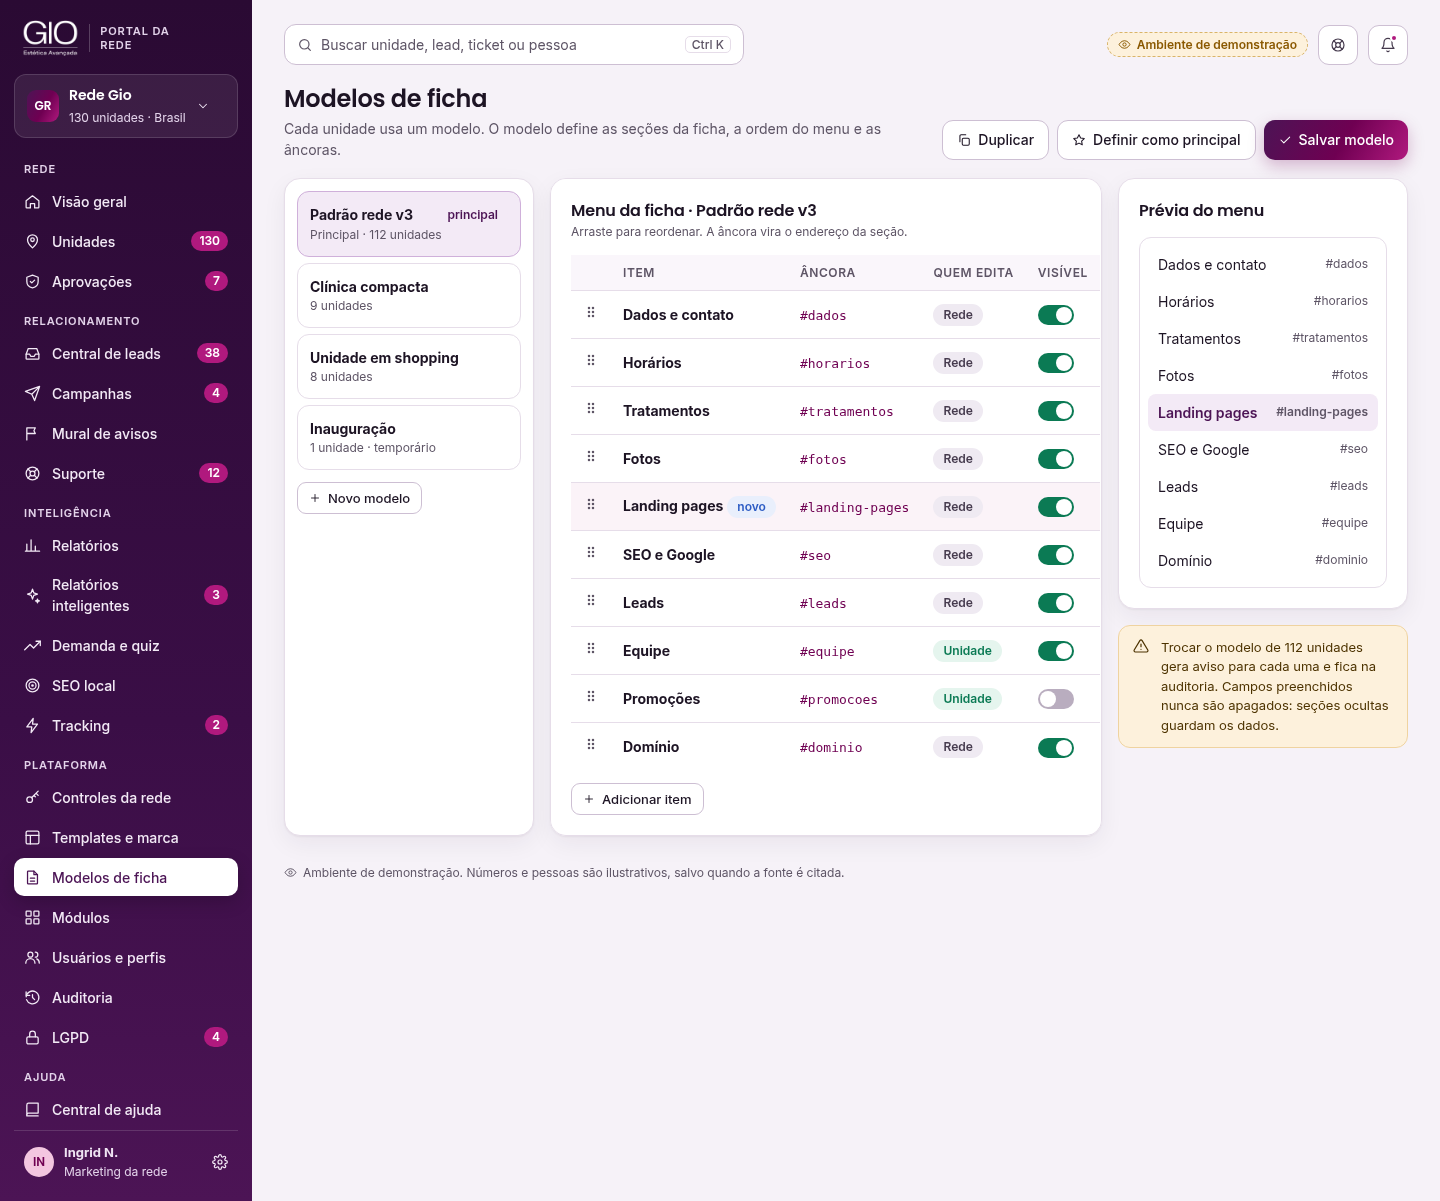 GIO
Estética Avançada
PORTAL DA
REDE
GR
Rede Gio
130 unidades · Brasil
REDE
Visão geral
Unidades 130
Aprovações 7
RELACIONAMENTO
Central de leads 38
Campanhas 4
Mural de avisos
Suporte 12
INTELIGÊNCIA
Relatórios
Relatórios
inteligentes 3
Demanda e quiz
SEO local
Tracking 2
PLATAFORMA
Controles da rede
Templates e marca
Modelos de ficha
Módulos
Usuários e perfis
Auditoria
LGPD 4
AJUDA
Central de ajuda
IN
Ingrid N.
Marketing da rede
Buscar unidade, lead, ticket ou pessoa Ctrl K
Ambiente de demonstração
Modelos de ficha
Cada unidade usa um modelo. O modelo define as seções da ficha, a ordem do menu e as
âncoras.
Duplicar
Definir como principal
Salvar modelo
Padrão rede v3 principal
Principal · 112 unidades
Clínica compacta
9 unidades
Unidade em shopping
8 unidades
Inauguração
1 unidade · temporário
Novo modelo
Menu da ficha · Padrão rede v3
Arraste para reordenar. A âncora vira o endereço da seção.
ITEM ÂNCORA QUEM EDITA VISÍVEL
Dados e contato #dados Rede
Horários #horarios Rede
Tratamentos #tratamentos Rede
Fotos #fotos Rede
Landing pages novo #landing-pages Rede
SEO e Google #seo Rede
Leads #leads Rede
Equipe #equipe Unidade
Promoções #promocoes Unidade
Domínio #dominio Rede
Adicionar item
Prévia do menu
Dados e contato #dados
Horários #horarios
Tratamentos #tratamentos
Fotos #fotos
Landing pages #landing-pages
SEO e Google #seo
Leads #leads
Equipe #equipe
Domínio #dominio
Trocar o modelo de 112 unidades
gera aviso para cada uma e fica na
auditoria. Campos preenchidos
nunca são apagados: seções ocultas
guardam os dados.
Ambiente de demonstração. Números e pessoas são ilustrativos, salvo quando a fonte é citada.